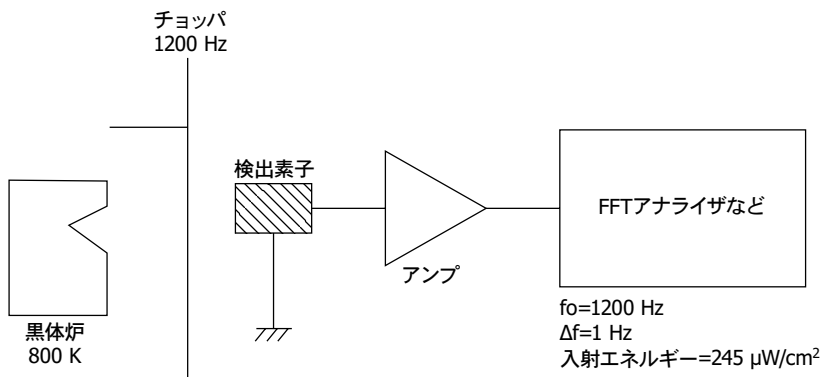 チョッパ
1200 Hz
検出素子
FFTアナライザなど
アンプ
黒体炉
800 K
fo=1200 Hz
Δf=1 Hz
入射エネルギー=245 μW/cm²